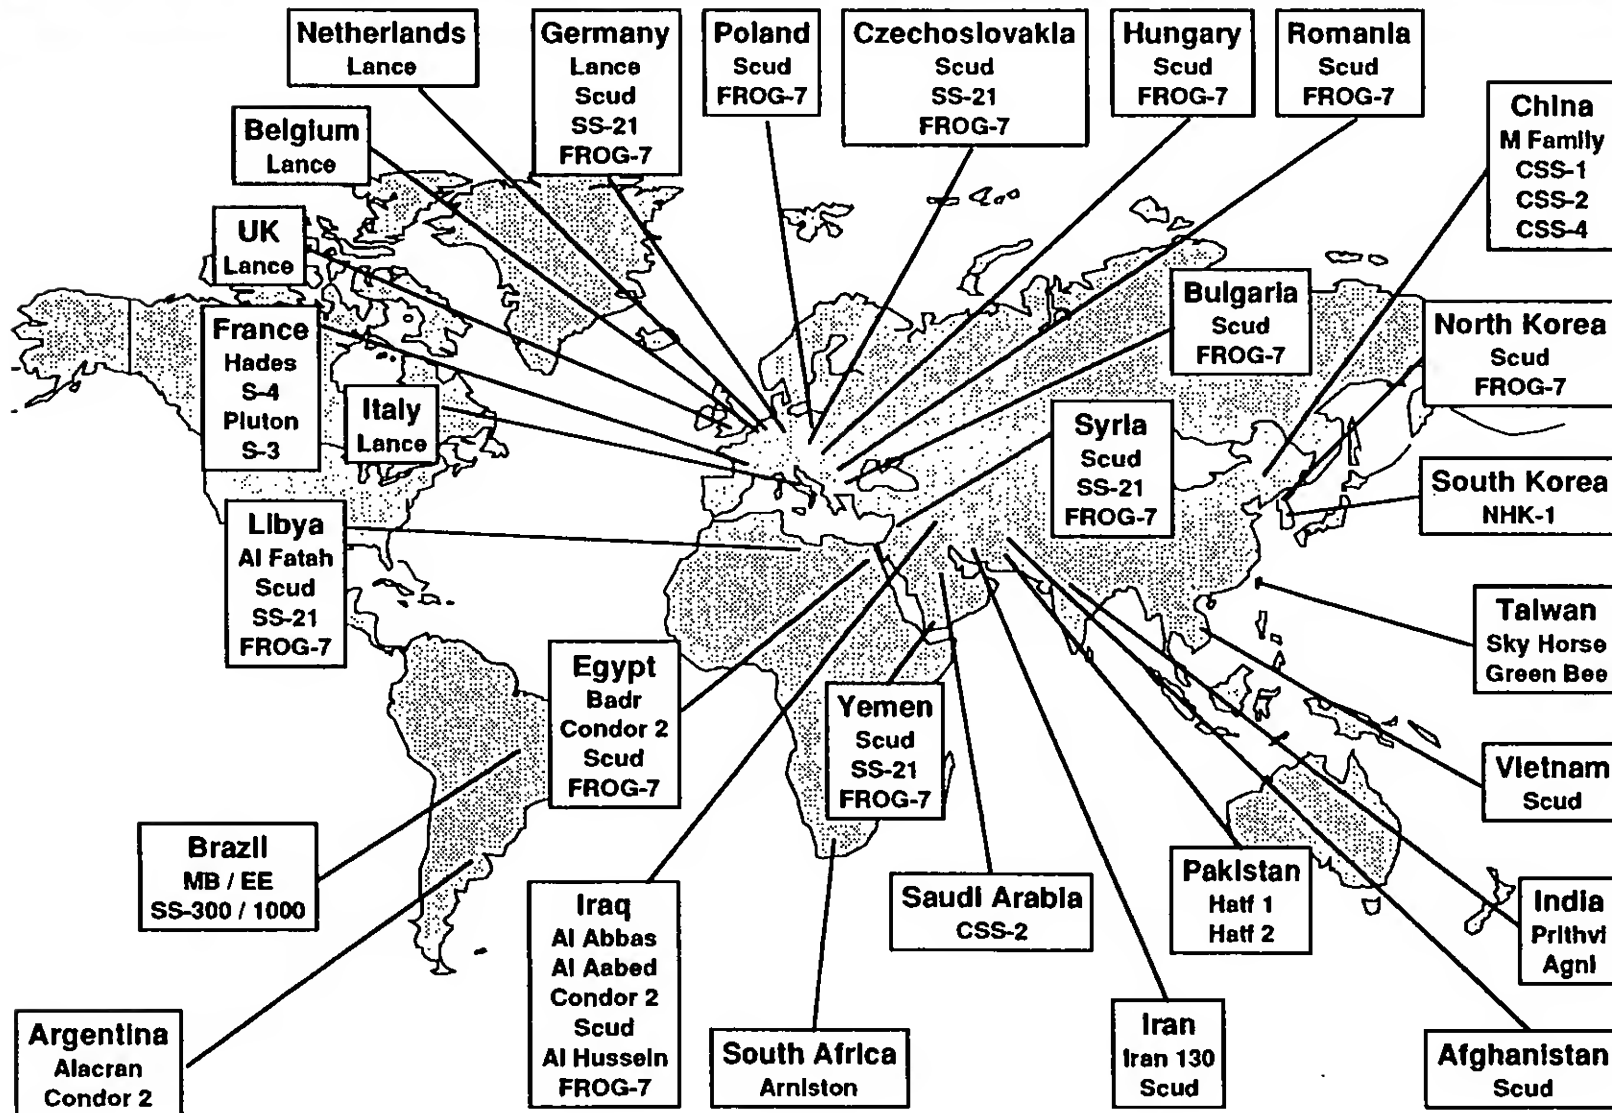 Netherlands
Lance
Germany
Lance
Scud
SS-21
FROG-7
Poland
Scud
FROG-7
Czechoslovakia
Scud
SS-21
FROG-7
Hungary
Scud
FROG-7
Romania
Scud
FROG-7
China
M Family
CSS-1
CSS-2
CSS-4
Belgium
Lance
UK
Lance
France
Hades
S-4
Pluton
S-3
Italy
Lance
Bulgaria
Scud
FROG-7
North Korea
Scud
FROG-7
Syria
Scud
SS-21
FROG-7
South Korea
NHK-1
Libya
Al Fatah
Scud
SS-21
FROG-7
Taiwan
Sky Horse
Green Bee
Egypt
Badr
Condor 2
Scud
FROG-7
Yemen
Scud
SS-21
FROG-7
Vietnam
Scud
Brazil
MB / EE
SS-300 / 1000
Iraq
Al Abbas
Al Aabed
Condor 2
Scud
Al Hussein
FROG-7
Saudi Arabia
CSS-2
Pakistan
Hatf 1
Hatf 2
India
Prithvi
Agni
Argentina
Alacran
Condor 2
South Africa
Arniston
Iran
Iran 130
Scud
Afghanistan
Scud